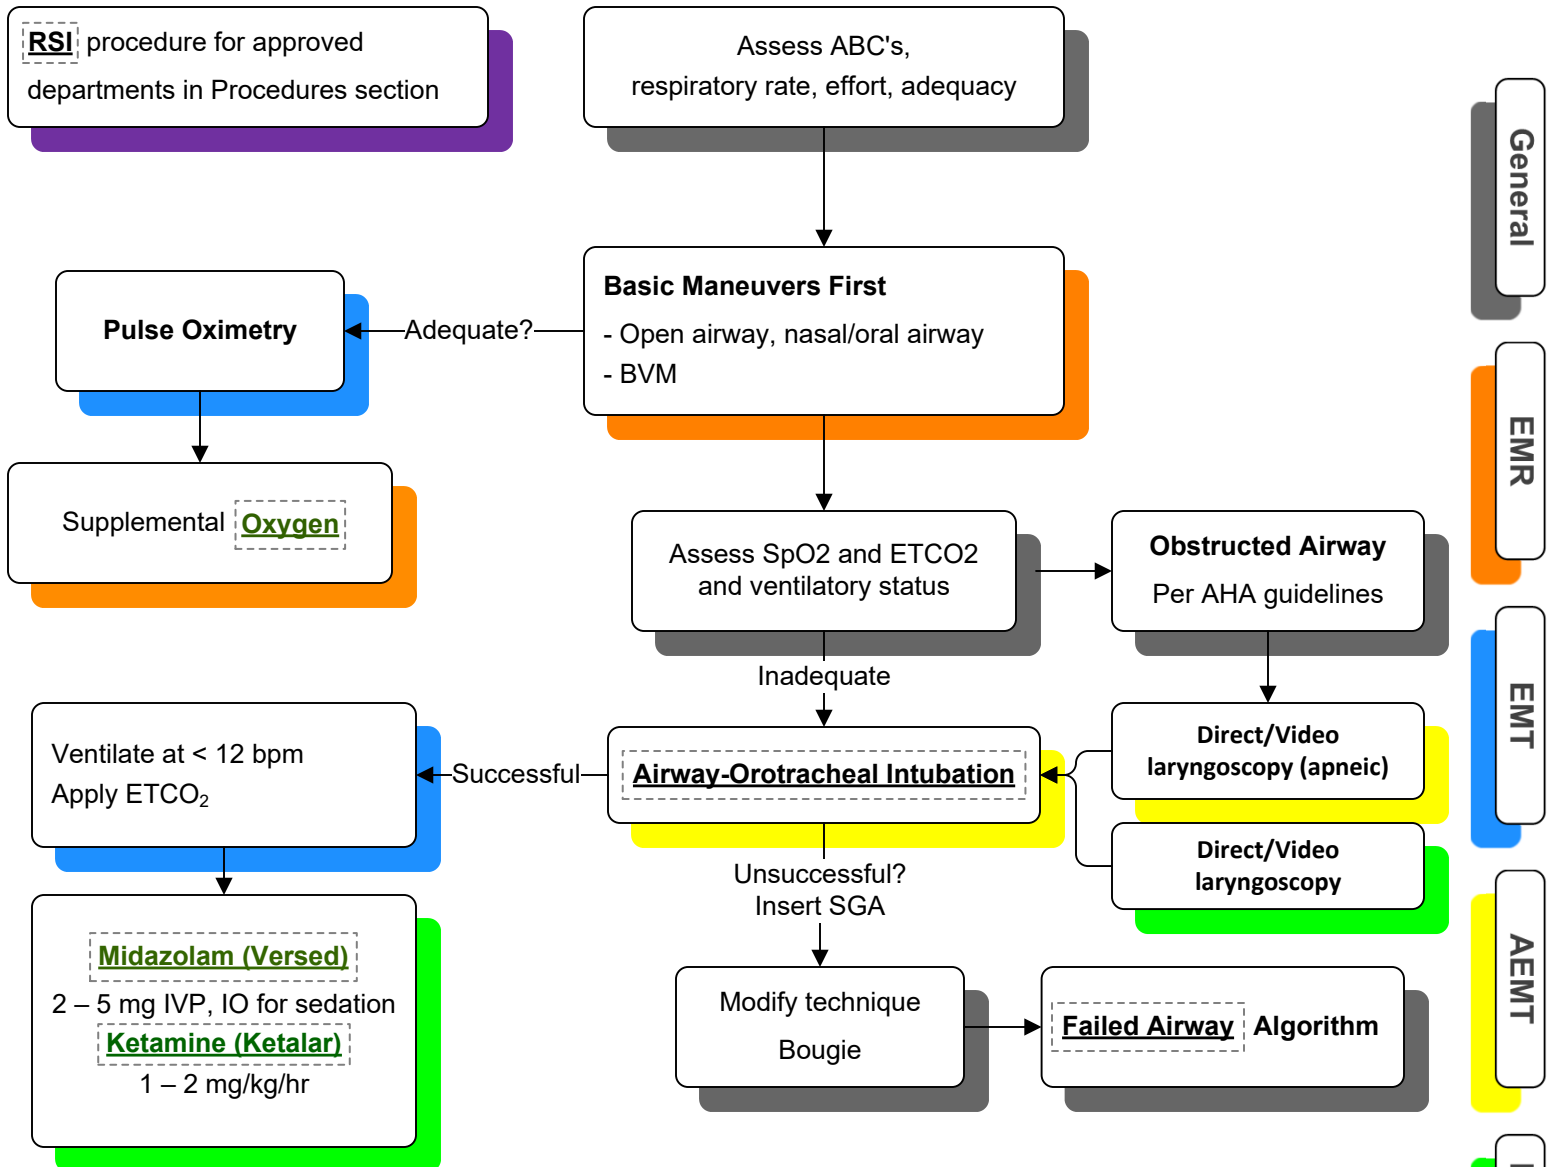 RSI procedure for approved
departments in Procedures section
Assess ABC's,
respiratory rate, effort, adequacy
Basic Maneuvers First
- Open airway, nasal/oral airway
- BVM
Adequate?
Pulse Oximetry
Supplemental Oxygen
Assess SpO2 and ETCO2
and ventilatory status
Obstructed Airway
Per AHA guidelines
Inadequate
Direct/Video
laryngoscopy (apneic)
Direct/Video
laryngoscopy
Airway-Orotracheal Intubation
Successful
Ventilate at < 12 bpm
Apply ETCO₂
Midazolam (Versed)
2 – 5 mg IVP, IO for sedation
Ketamine (Ketalar)
1 – 2 mg/kg/hr
Unsuccessful?
Insert SGA
Modify technique
Bougie
Failed Airway Algorithm
General
EMR
EMT
AEMT